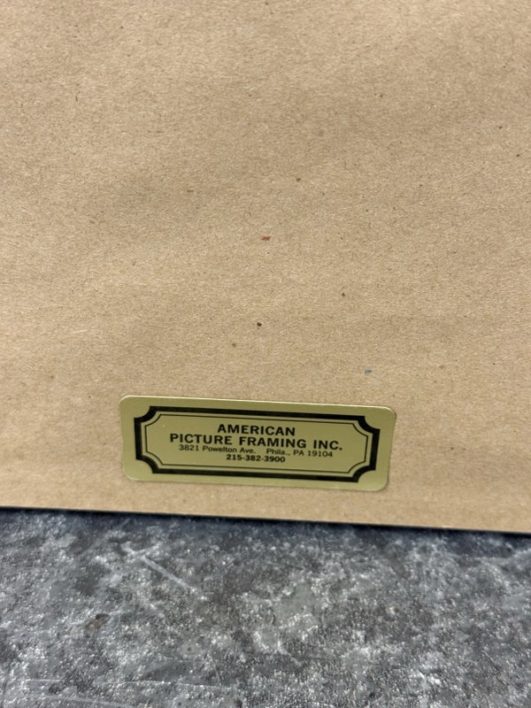 AMERICAN
PICTURE FRAMING INC.
3821 Powelton Ave. Phila., PA 19104
215-382-3900